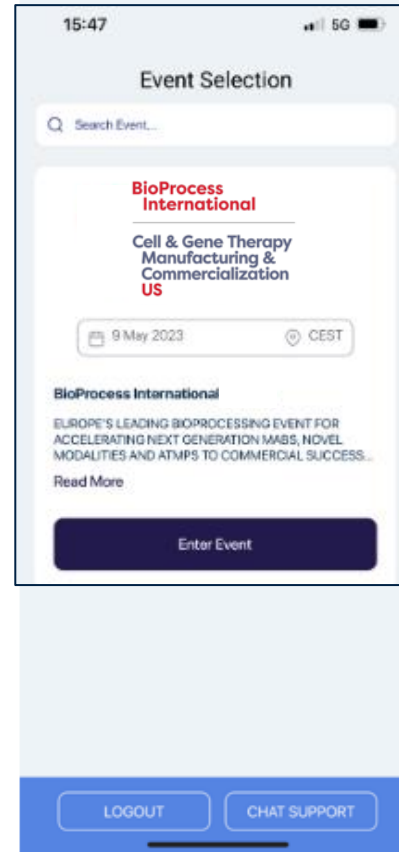 15:47
5G
Event Selection
Search Event...
BioProcess
International
Cell & Gene Therapy
Manufacturing &
Commercialization
US
9 May 2023
CEST
BioProcess International
EUROPE'S LEADING BIOPROCESSING EVENT FOR
ACCELERATING NEXT GENERATION MABS, NOVEL
MODALITIES AND ATMPS TO COMMERCIAL SUCCESS...
Read More
Enter Event
LOGOUT
CHAT SUPPORT